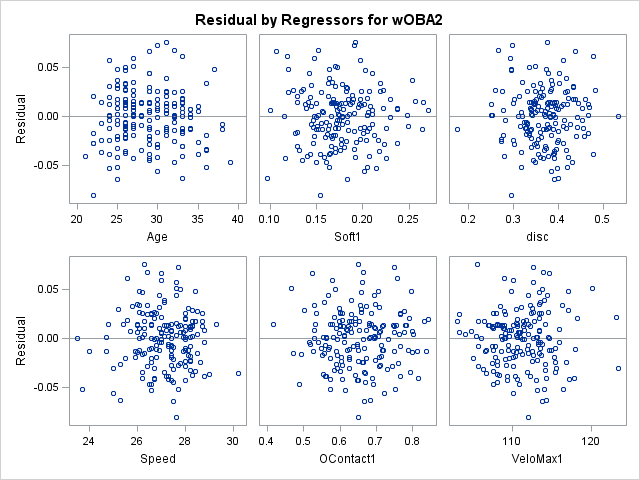 Residual by Regressors for wOBA2
Residual
0.05
0.00
-0.05
20 25 30 35 40
Age
0.10 0.15 0.20 0.25
Soft1
0.2 0.3 0.4 0.5
disc
Residual
0.05
0.00
-0.05
24 26 28 30
Speed
0.4 0.5 0.6 0.7 0.8
OContact1
110 120
VeloMax1